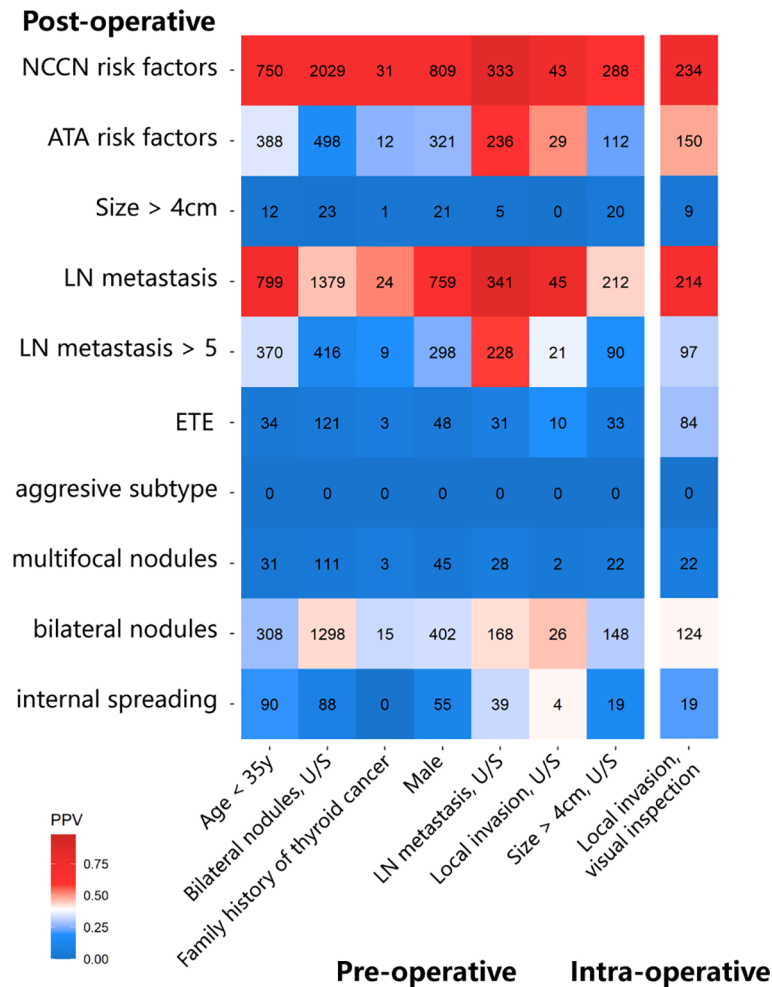 Post-operative
NCCN risk factors - 750 2029 31 809 333 43 288 234
ATA risk factors - 388 498 12 321 236 29 112 150
Size > 4cm - 12 23 1 21 5 0 20 9
LN metastasis - 799 1379 24 759 341 45 212 214
LN metastasis > 5 - 370 416 9 298 228 21 90 97
ETE - 34 121 3 48 31 10 33 84
aggresive subtype - 0 0 0 0 0 0 0 0
multifocal nodules - 31 111 3 45 28 2 22 22
bilateral nodules - 308 1298 15 402 168 26 148 124
internal spreading - 90 88 0 55 39 4 19 19
Age < 35y
Bilateral nodules, U/S
Family history of thyroid cancer
Male
LN metastasis, U/S
Local invasion, U/S
Size > 4cm, U/S
Local invasion,
visual inspection
PPV
0.75
0.50
0.25
0.00
Pre-operative
Intra-operative